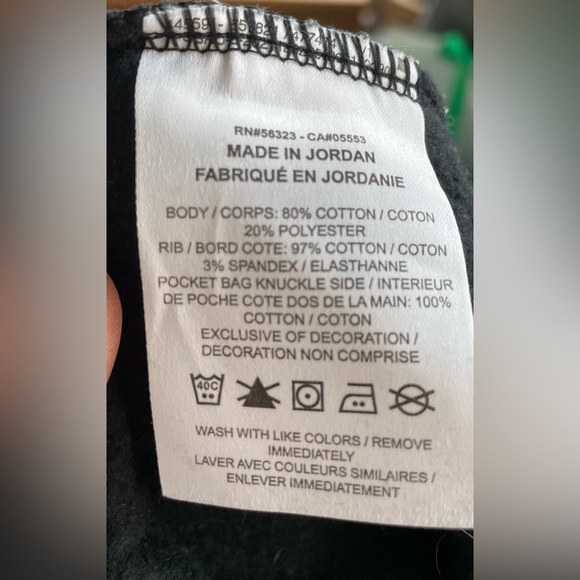 RN#56323 - CA#05553
MADE IN JORDAN
FABRIQUÉ EN JORDANIE
BODY / CORPS: 80% COTTON / COTON
20% POLYESTER
RIB / BORD COTE: 97% COTTON / COTON
3% SPANDEX / ELASTHANNE
POCKET BAG KNUCKLE SIDE / INTERIEUR
DE POCHE COTE DOS DE LA MAIN: 100%
COTTON / COTON
EXCLUSIVE OF DECORATION /
DECORATION NON COMPRISE
40C
WASH WITH LIKE COLORS / REMOVE
IMMEDIATELY
LAVER AVEC COULEURS SIMILAIRES /
ENLEVER IMMEDIATEMENT